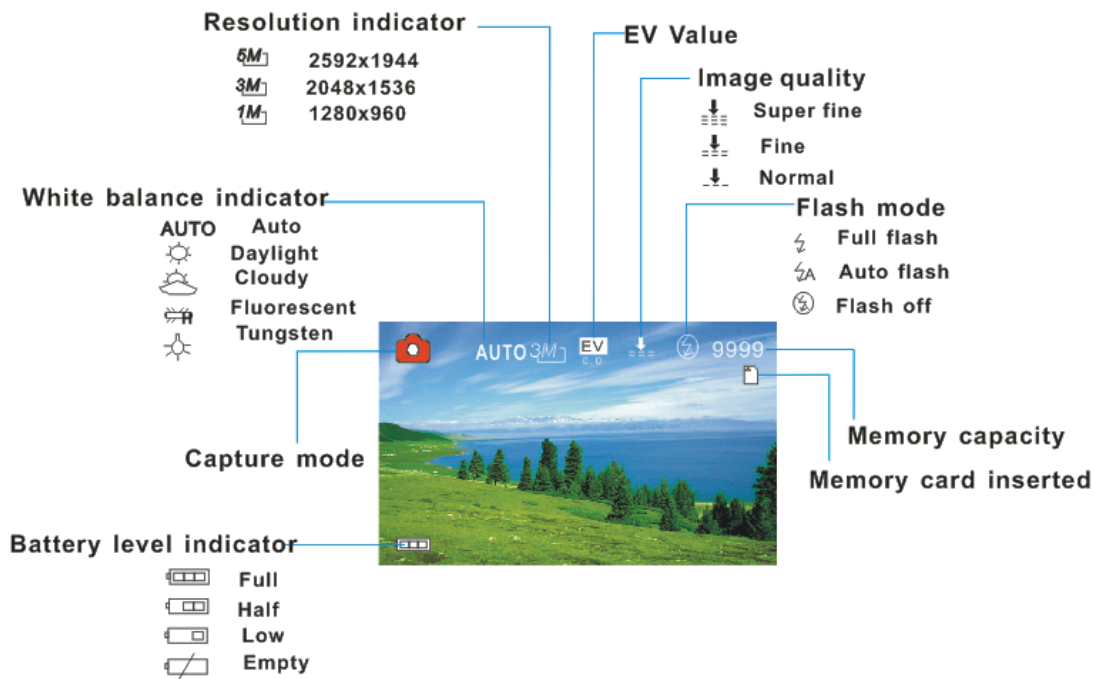 Resolution indicator
5M 2592x1944
3M 2048x1536
1M 1280x960
EV Value
Image quality
Super fine
Fine
Normal
White balance indicator
AUTO Auto
Daylight
Cloudy
Fluorescent
Tungsten
Flash mode
Full flash
A Auto flash
Flash off
AUTO 3M EV 9999
0.0
Capture mode
Memory capacity
Memory card inserted
Battery level indicator
Full
Half
Low
Empty